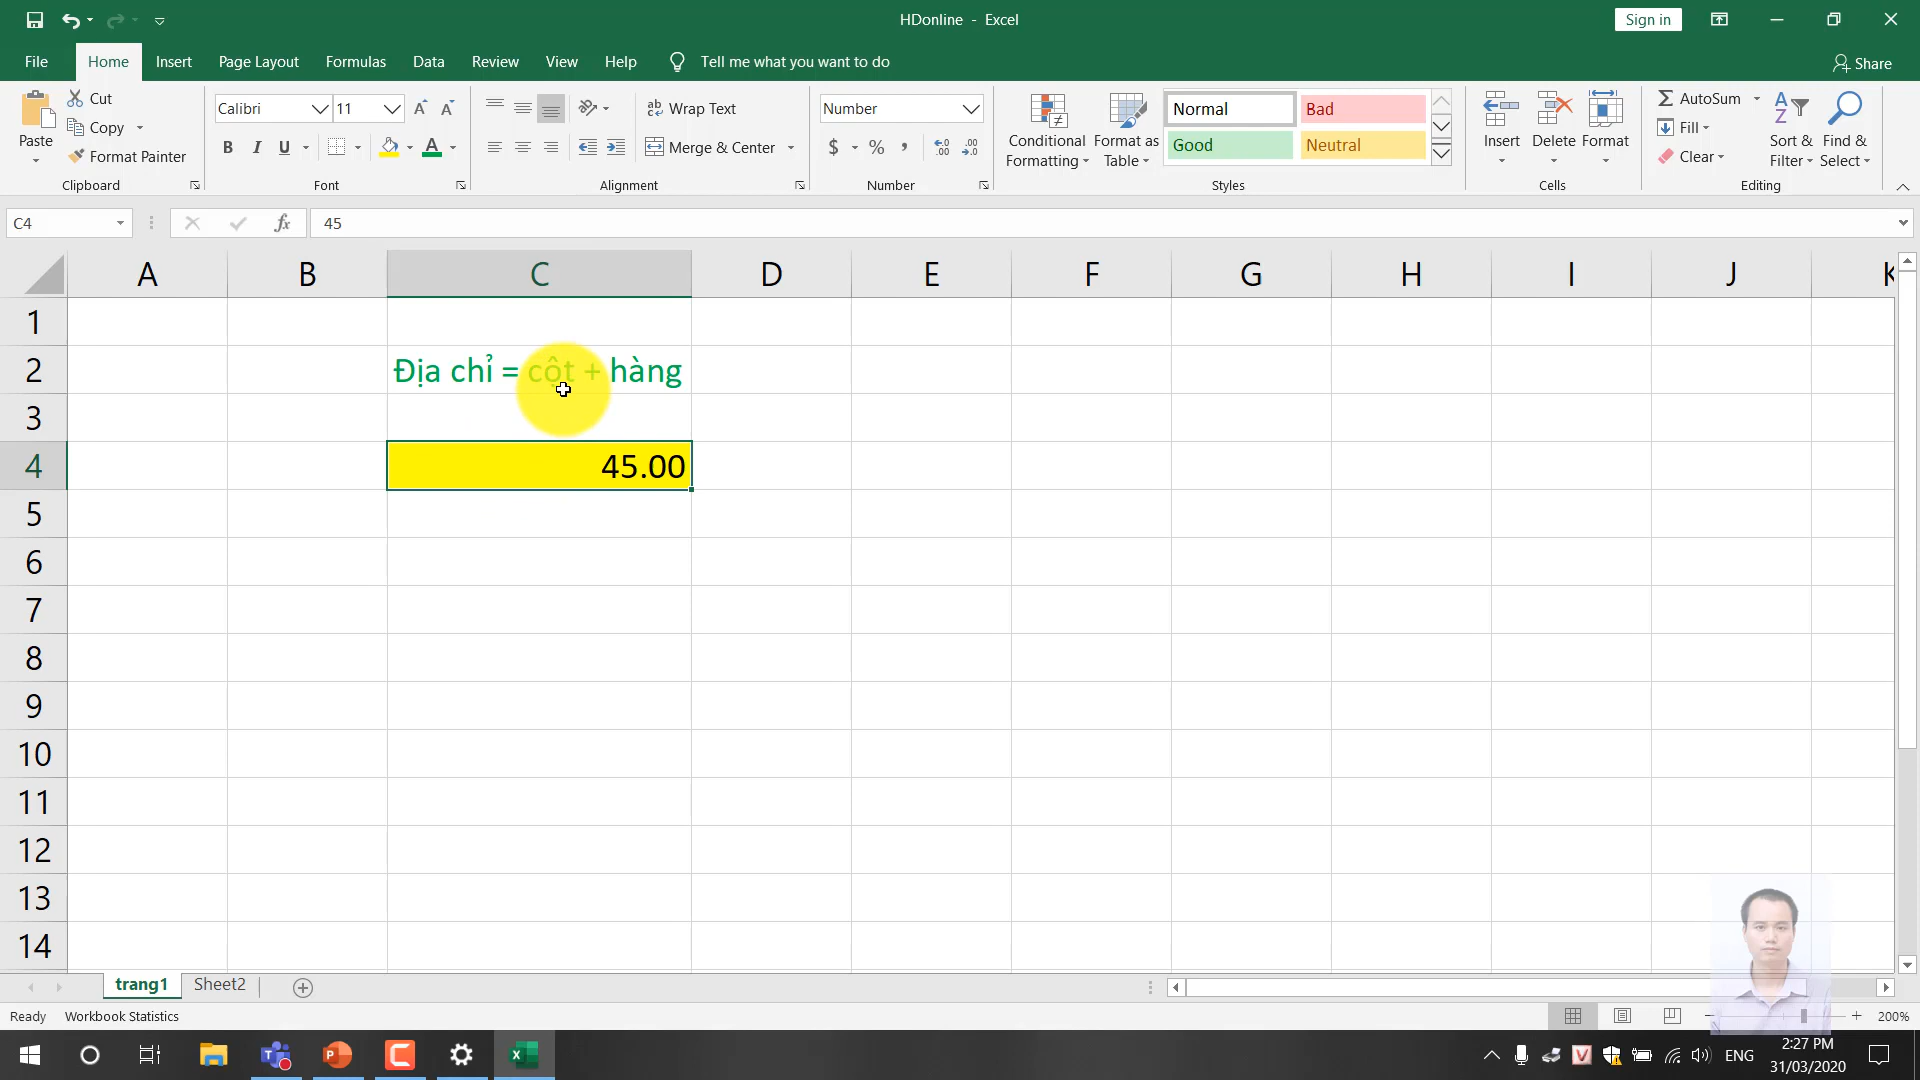 HDonline - Excel
Sign in
File Home Insert Page Layout Formulas Data Review View Help Tell me what you want to do Share
Paste
Cut
Copy
Format Painter
Clipboard
Calibri 11
B I U
Font
Wrap Text
Merge & Center
Alignment
Number
$ % ,
Number
Conditional Formatting
Format as Table
Normal Bad
Good Neutral
Styles
Insert Delete Format
Cells
AutoSum
Fill
Clear
Sort & Filter
Find & Select
Editing
C4 fx 45
A B C D E F G H I J K
1
2 Địa chỉ = cột + hàng
3
4 45.00
5
6
7
8
9
10
11
12
13
14
trang1 Sheet2
Ready Workbook Statistics 200%
ENG
2:27 PM
31/03/2020